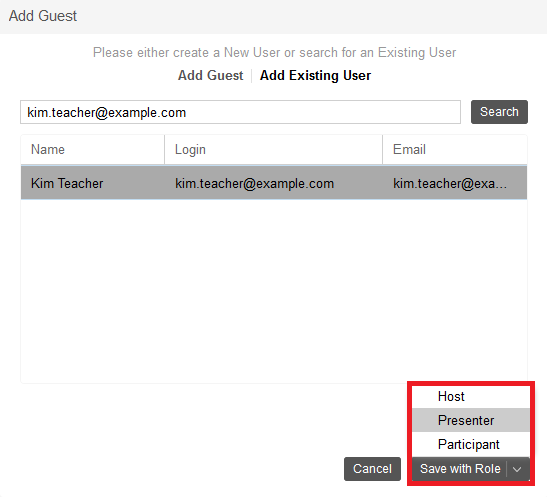 Add Guest
Please either create a New User or search for an Existing User
Add Guest Add Existing User
kim.teacher@example.com Search
Name Login Email
Kim Teacher kim.teacher@example.com kim.teacher@exa...
Host
Presenter
Participant
Cancel Save with Role